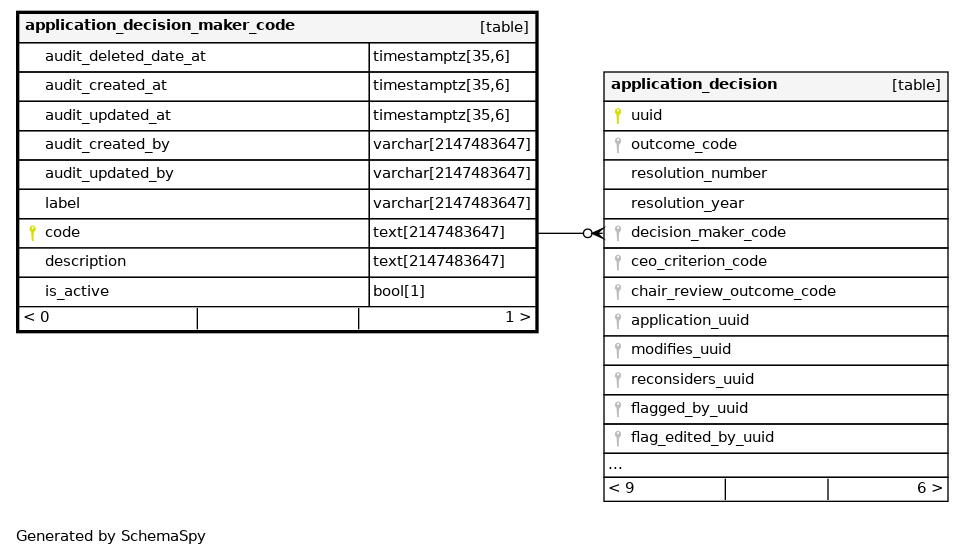 application_decision_maker_code [table]
audit_deleted_date_at timestamptz[35,6]
audit_created_at timestamptz[35,6]
audit_updated_at timestamptz[35,6]
audit_created_by varchar[2147483647]
audit_updated_by varchar[2147483647]
label varchar[2147483647]
code text[2147483647]
description text[2147483647]
is_active bool[1]
< 0 1 >
application_decision [table]
uuid
outcome_code
resolution_number
resolution_year
decision_maker_code
ceo_criterion_code
chair_review_outcome_code
application_uuid
modifies_uuid
reconsiders_uuid
flagged_by_uuid
flag_edited_by_uuid
...
< 9 6 >
Generated by SchemaSpy